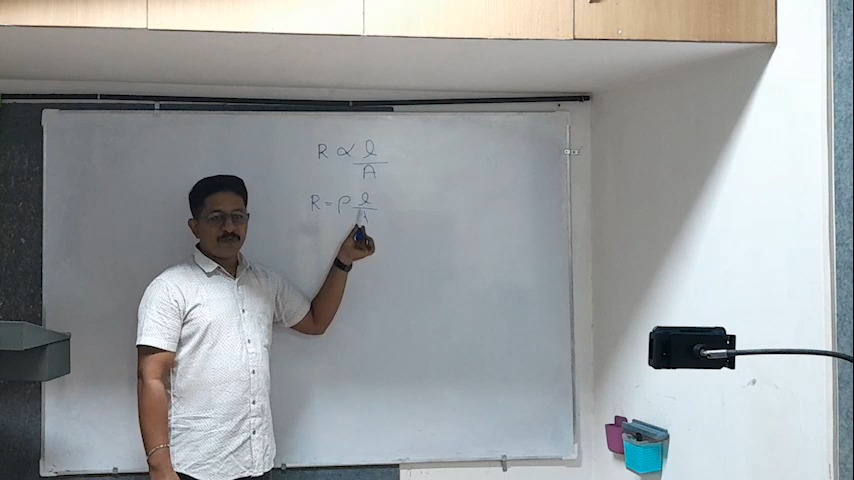 R ∝ l/A
R = ρ l/A